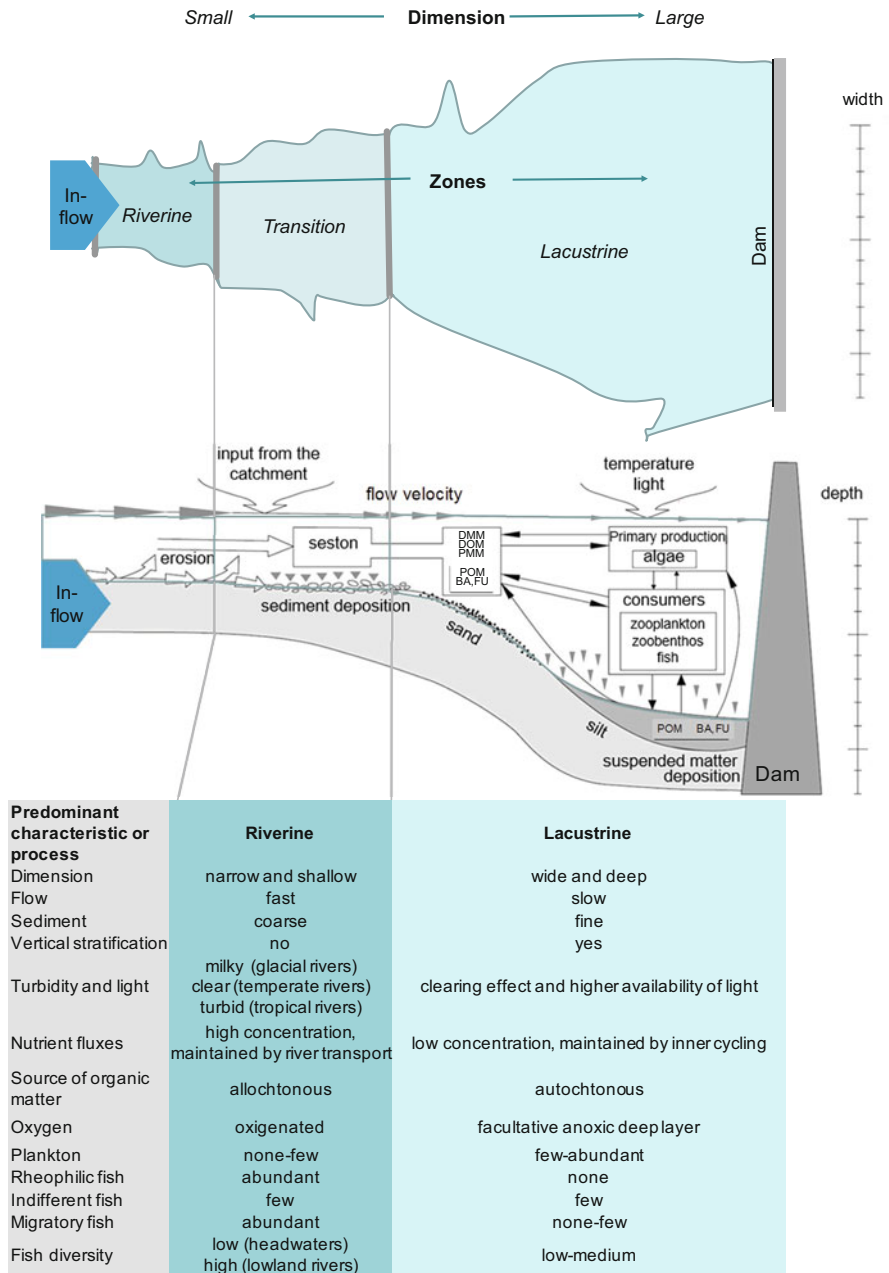 Small Dimension Large
width
Zones
In-
flow
Riverine
Transition
Lacustrine
Dam
input from the
catchment
flow velocity
temperature
light
depth
erosion
seston
DMM
DOM
PMM
POM
BA,FU
Primary production
algae
In-
flow
sediment deposition
sand
consumers
zooplankton
zoobenthos
fish
silt
POM BA,FU
suspended matter
deposition
Dam
Predominant
characteristic or
process
Riverine
Lacustrine
Dimension narrow and shallow wide and deep
Flow fast slow
Sediment coarse fine
Vertical stratification no yes
Turbidity and light
milky (glacial rivers)
clear (temperate rivers)
turbid (tropical rivers)
clearing effect and higher availability of light
Nutrient fluxes
high concentration,
maintained by river transport
low concentration, maintained by inner cycling
Source of organic
matter
allochtonous
autochtonous
Oxygen oxigenated facultative anoxic deep layer
Plankton none-few few-abundant
Rheophilic fish abundant none
Indifferent fish few few
Migratory fish abundant none-few
Fish diversity
low (headwaters)
high (lowland rivers)
low-medium